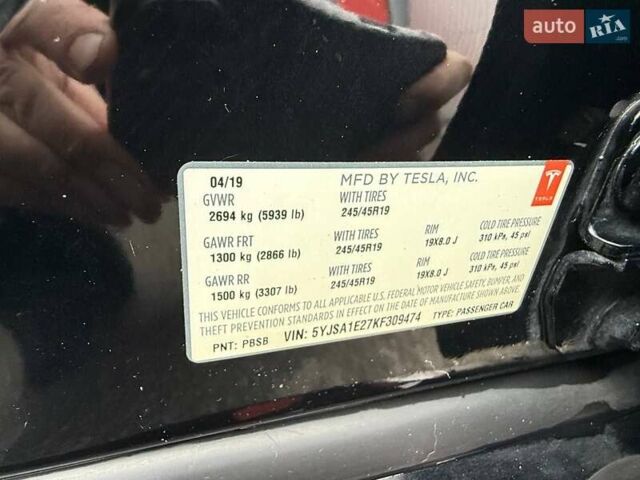 auto RIA .com
04/19 MFD BY TESLA, INC.
GVWR WITH TIRES
2694 kg (5939 lb) 245/45R19
GAWR FRT WITH TIRES RIM COLD TIRE PRESSURE
1300 kg (2866 lb) 245/45R19 19X8.0 J 310 kPa, 45 psi
GAWR RR WITH TIRES RIM COLD TIRE PRESSURE
1500 kg (3307 lb) 245/45R19 19X8.0 J 310 kPa, 45 psi
THIS VEHICLE CONFORMS TO ALL APPLICABLE U.S. FEDERAL MOTOR VEHICLE SAFETY, BUMPER, AND
THEFT PREVENTION STANDARDS IN EFFECT ON THE DATE OF MANUFACTURE SHOWN ABOVE.
PNT: PBSB VIN: 5YJSA1E27KF309474 TYPE: PASSENGER CAR
TESLA